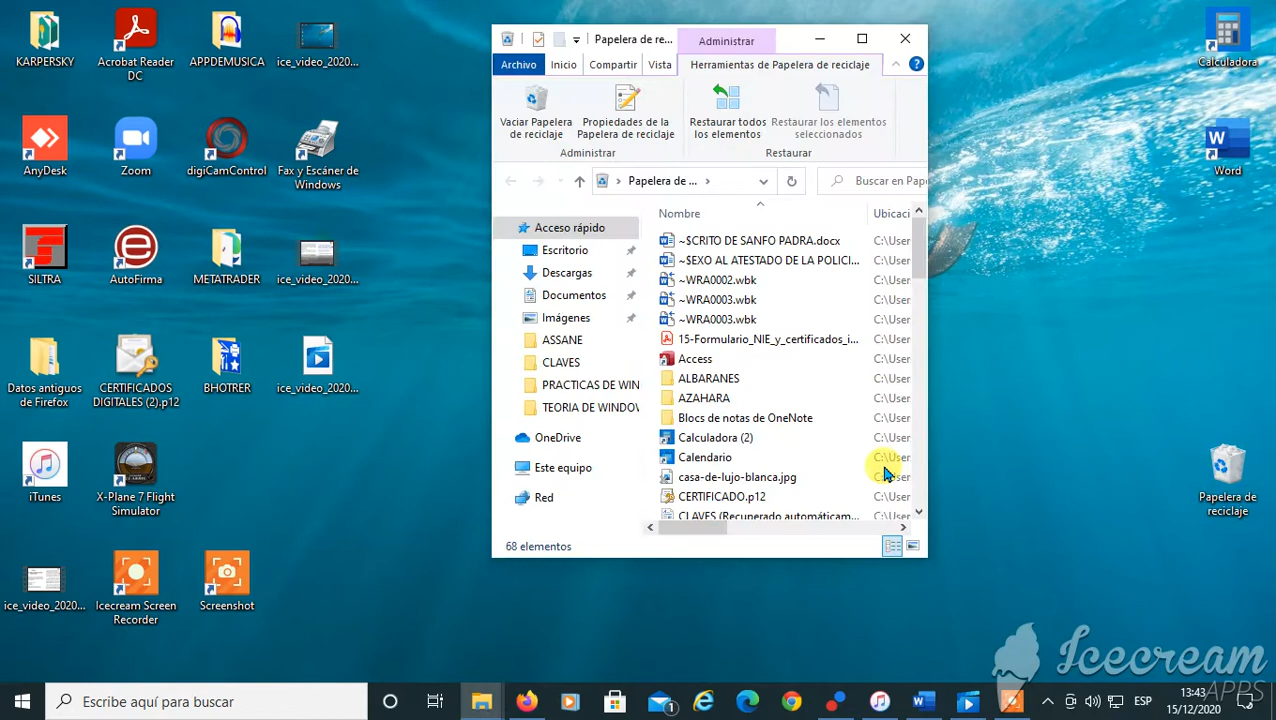 KARPERSKY
Acrobat Reader
DC
APPDEMUSICA
ice_video_2020...
AnyDesk
Zoom
digiCamControl
Fax y Escáner de
Windows
SILTRA
AutoFirma
METATRADER
ice_video_2020...
Datos antiguos
de Firefox
CERTIFICADOS
DIGITALES (2).p12
BHOTRER
ice_video_2020...
iTunes
X-Plane 7 Flight
Simulator
ice_video_2020...
Icecream Screen
Recorder
Screenshot
Papelera de re...
Administrar
Archivo
Inicio
Compartir
Vista
Herramientas de Papelera de reciclaje
Vaciar Papelera
de reciclaje
Propiedades de la
Papelera de reciclaje
Restaurar todos
los elementos
Restaurar los elementos
seleccionados
Administrar
Restaurar
Papelera de ...
Buscar en Pape
Acceso rápido
Escritorio
Descargas
Documentos
Imágenes
ASSANE
CLAVES
PRACTICAS DE WIN
TEORIA DE WINDOW
OneDrive
Este equipo
Red
Nombre
Ubicaci
~$CRITO DE SANFO PADRA.docx C:\User
~$EXO AL ATESTADO DE LA POLICI... C:\User
~WRA0002.wbk C:\User
~WRA0003.wbk C:\User
~WRA0003.wbk C:\User
15-Formulario_NIE_y_certificados_i... C:\User
Access C:\User
ALBARANES C:\User
AZAHARA C:\User
Blocs de notas de OneNote C:\User
Calculadora (2) C:\User
Calendario C:\User
casa-de-lujo-blanca.jpg C:\User
CERTIFICADO.p12 C:\User
CLAVES (Recuperado automáticam... C:\User
68 elementos
Calculadora
W
Word
Papelera de
reciclaje
Icecream
APPS
Escribe aquí para buscar
1
ESP
13:43
15/12/2020